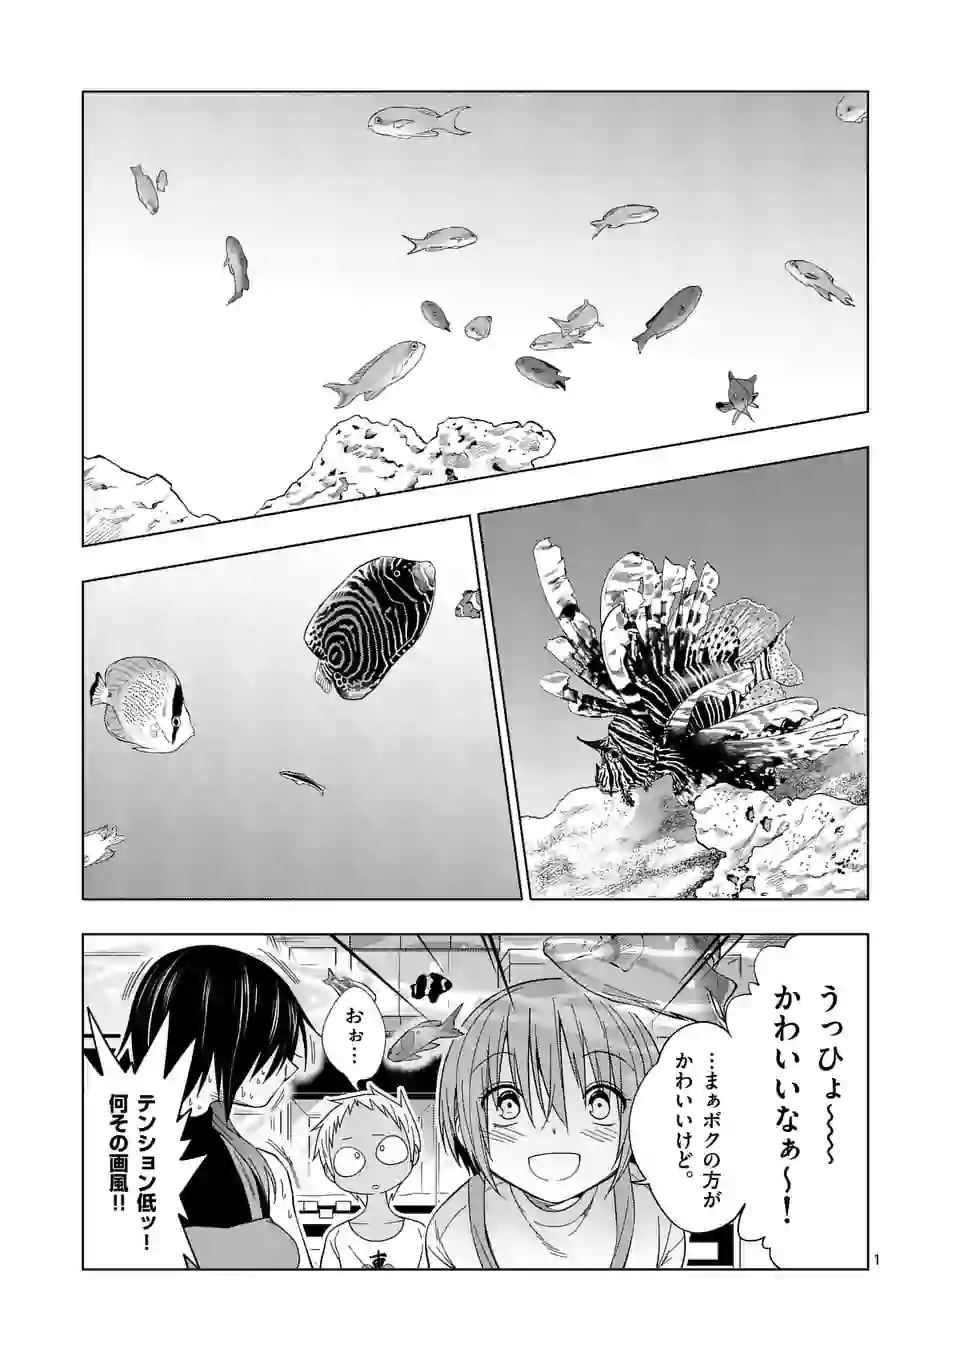 うっひょ～～～
かわいいなぁ～！
…まぁボクの方が
かわいいけど。
おぉ…
テンション低ッ！
何その画風！！
東
コ
1